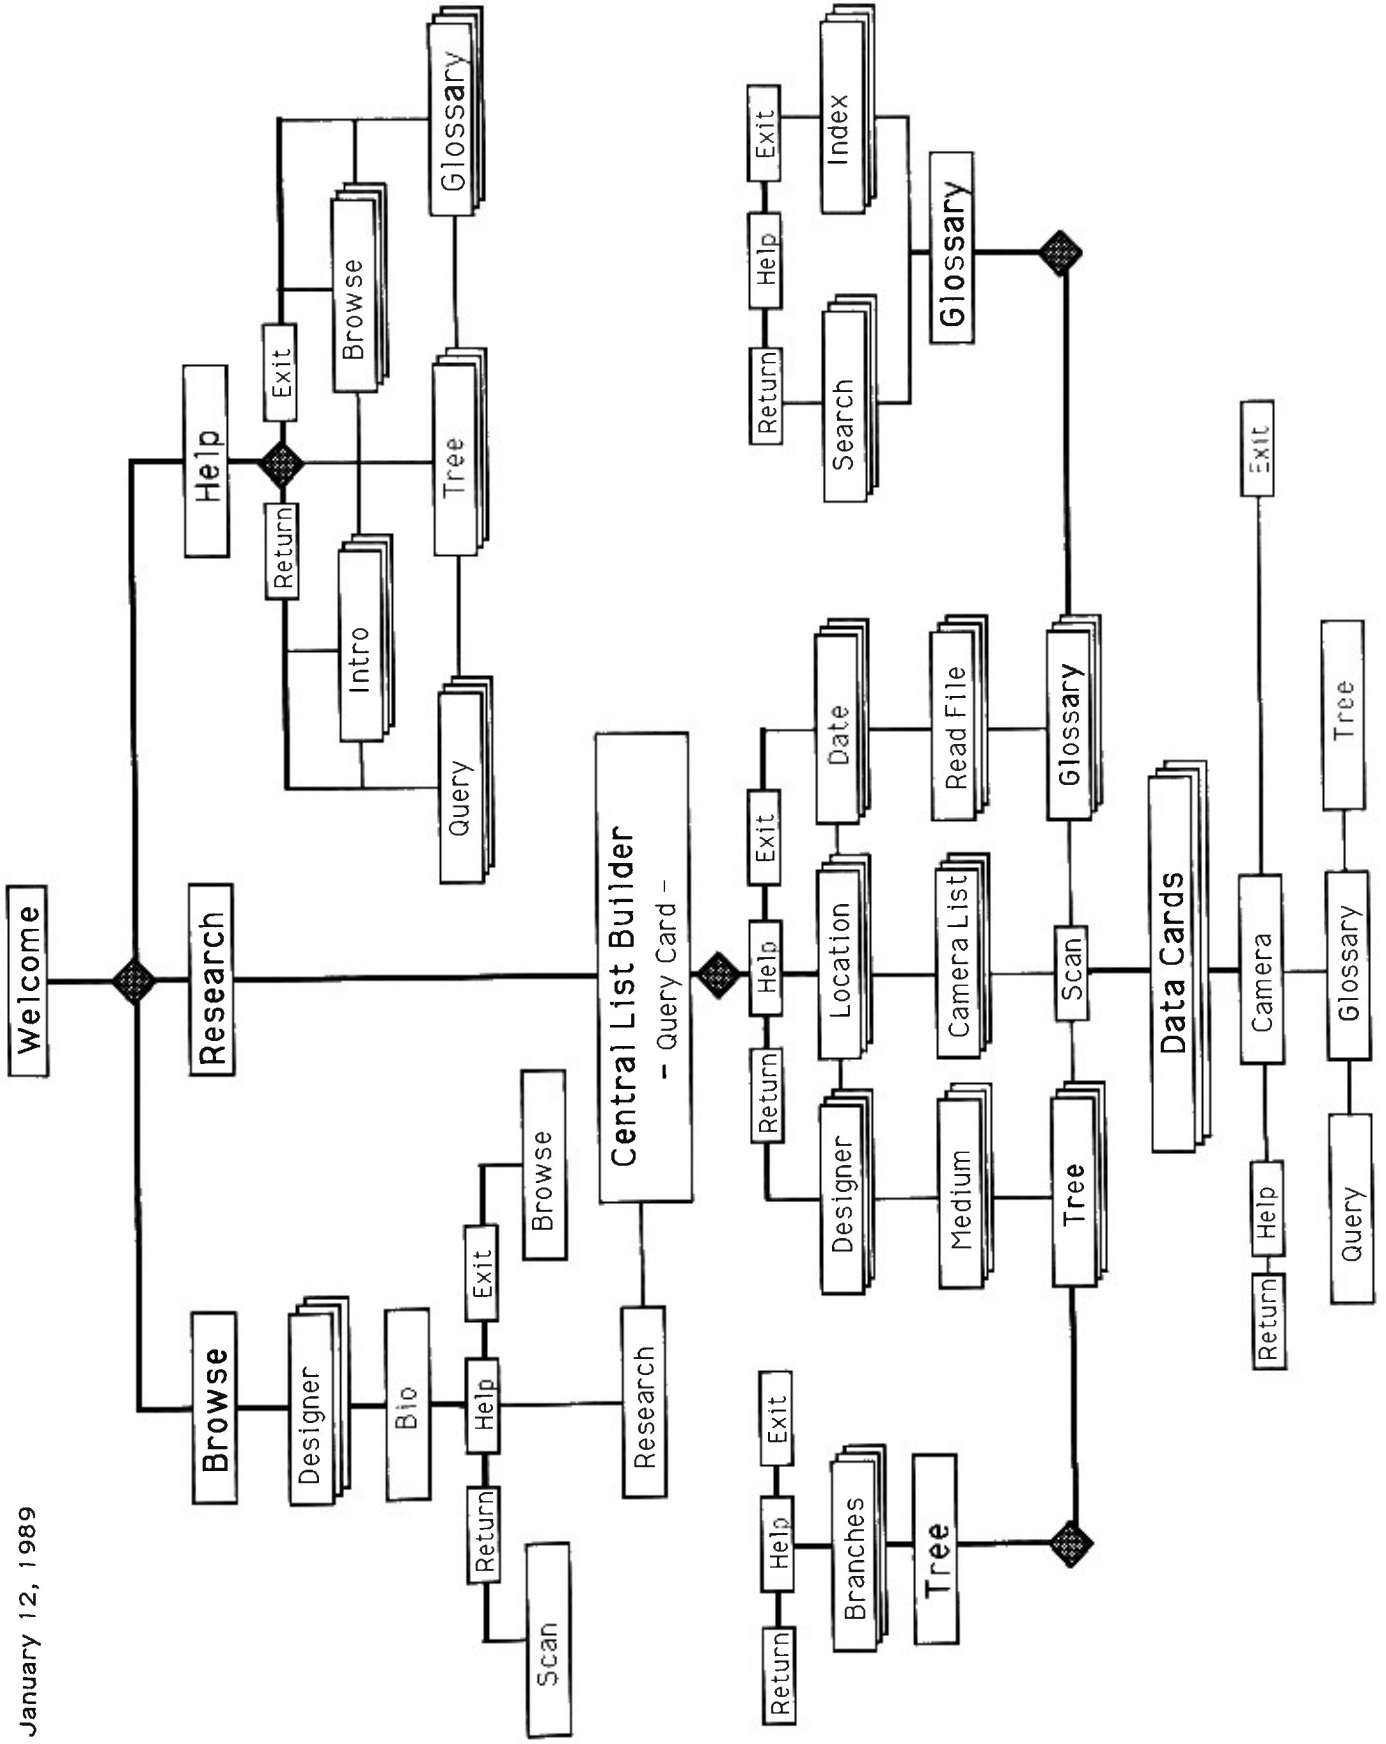 January 12, 1989
Welcome
Browse
Research
Help
Return
Exit
Designer
Intro
Browse
Bio
Query
Tree
Glossary
Return
Help
Exit
Scan
Browse
Research
Central List Builder
- Query Card -
Return
Help
Exit
Return
Help
Exit
Return
Help
Exit
Branches
Designer
Location
Date
Search
Index
Tree
Medium
Camera List
Read File
Glossary
Tree
Scan
Glossary
Data Cards
Return
Help
Camera
Exit
Query
Glossary
Tree